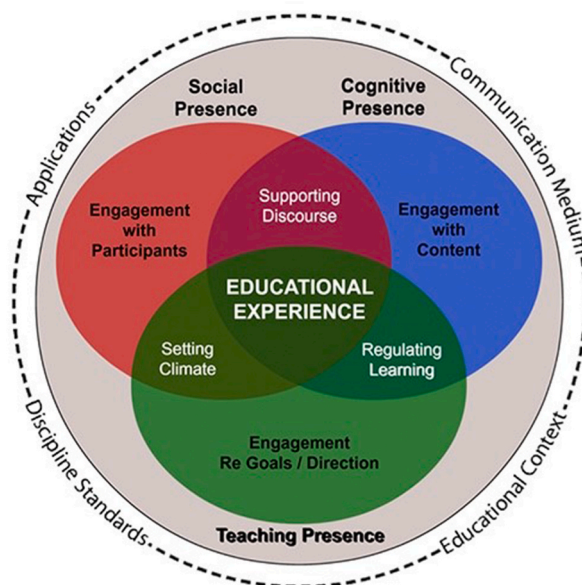 Social
Presence
Cognitive
Presence
Applications
Communication Medium
Supporting
Discourse
Engagement
with
Participants
Engagement
with
Content
EDUCATIONAL
EXPERIENCE
Setting
Climate
Regulating
Learning
Engagement
Re Goals / Direction
Teaching Presence
Discipline Standards
Educational Context